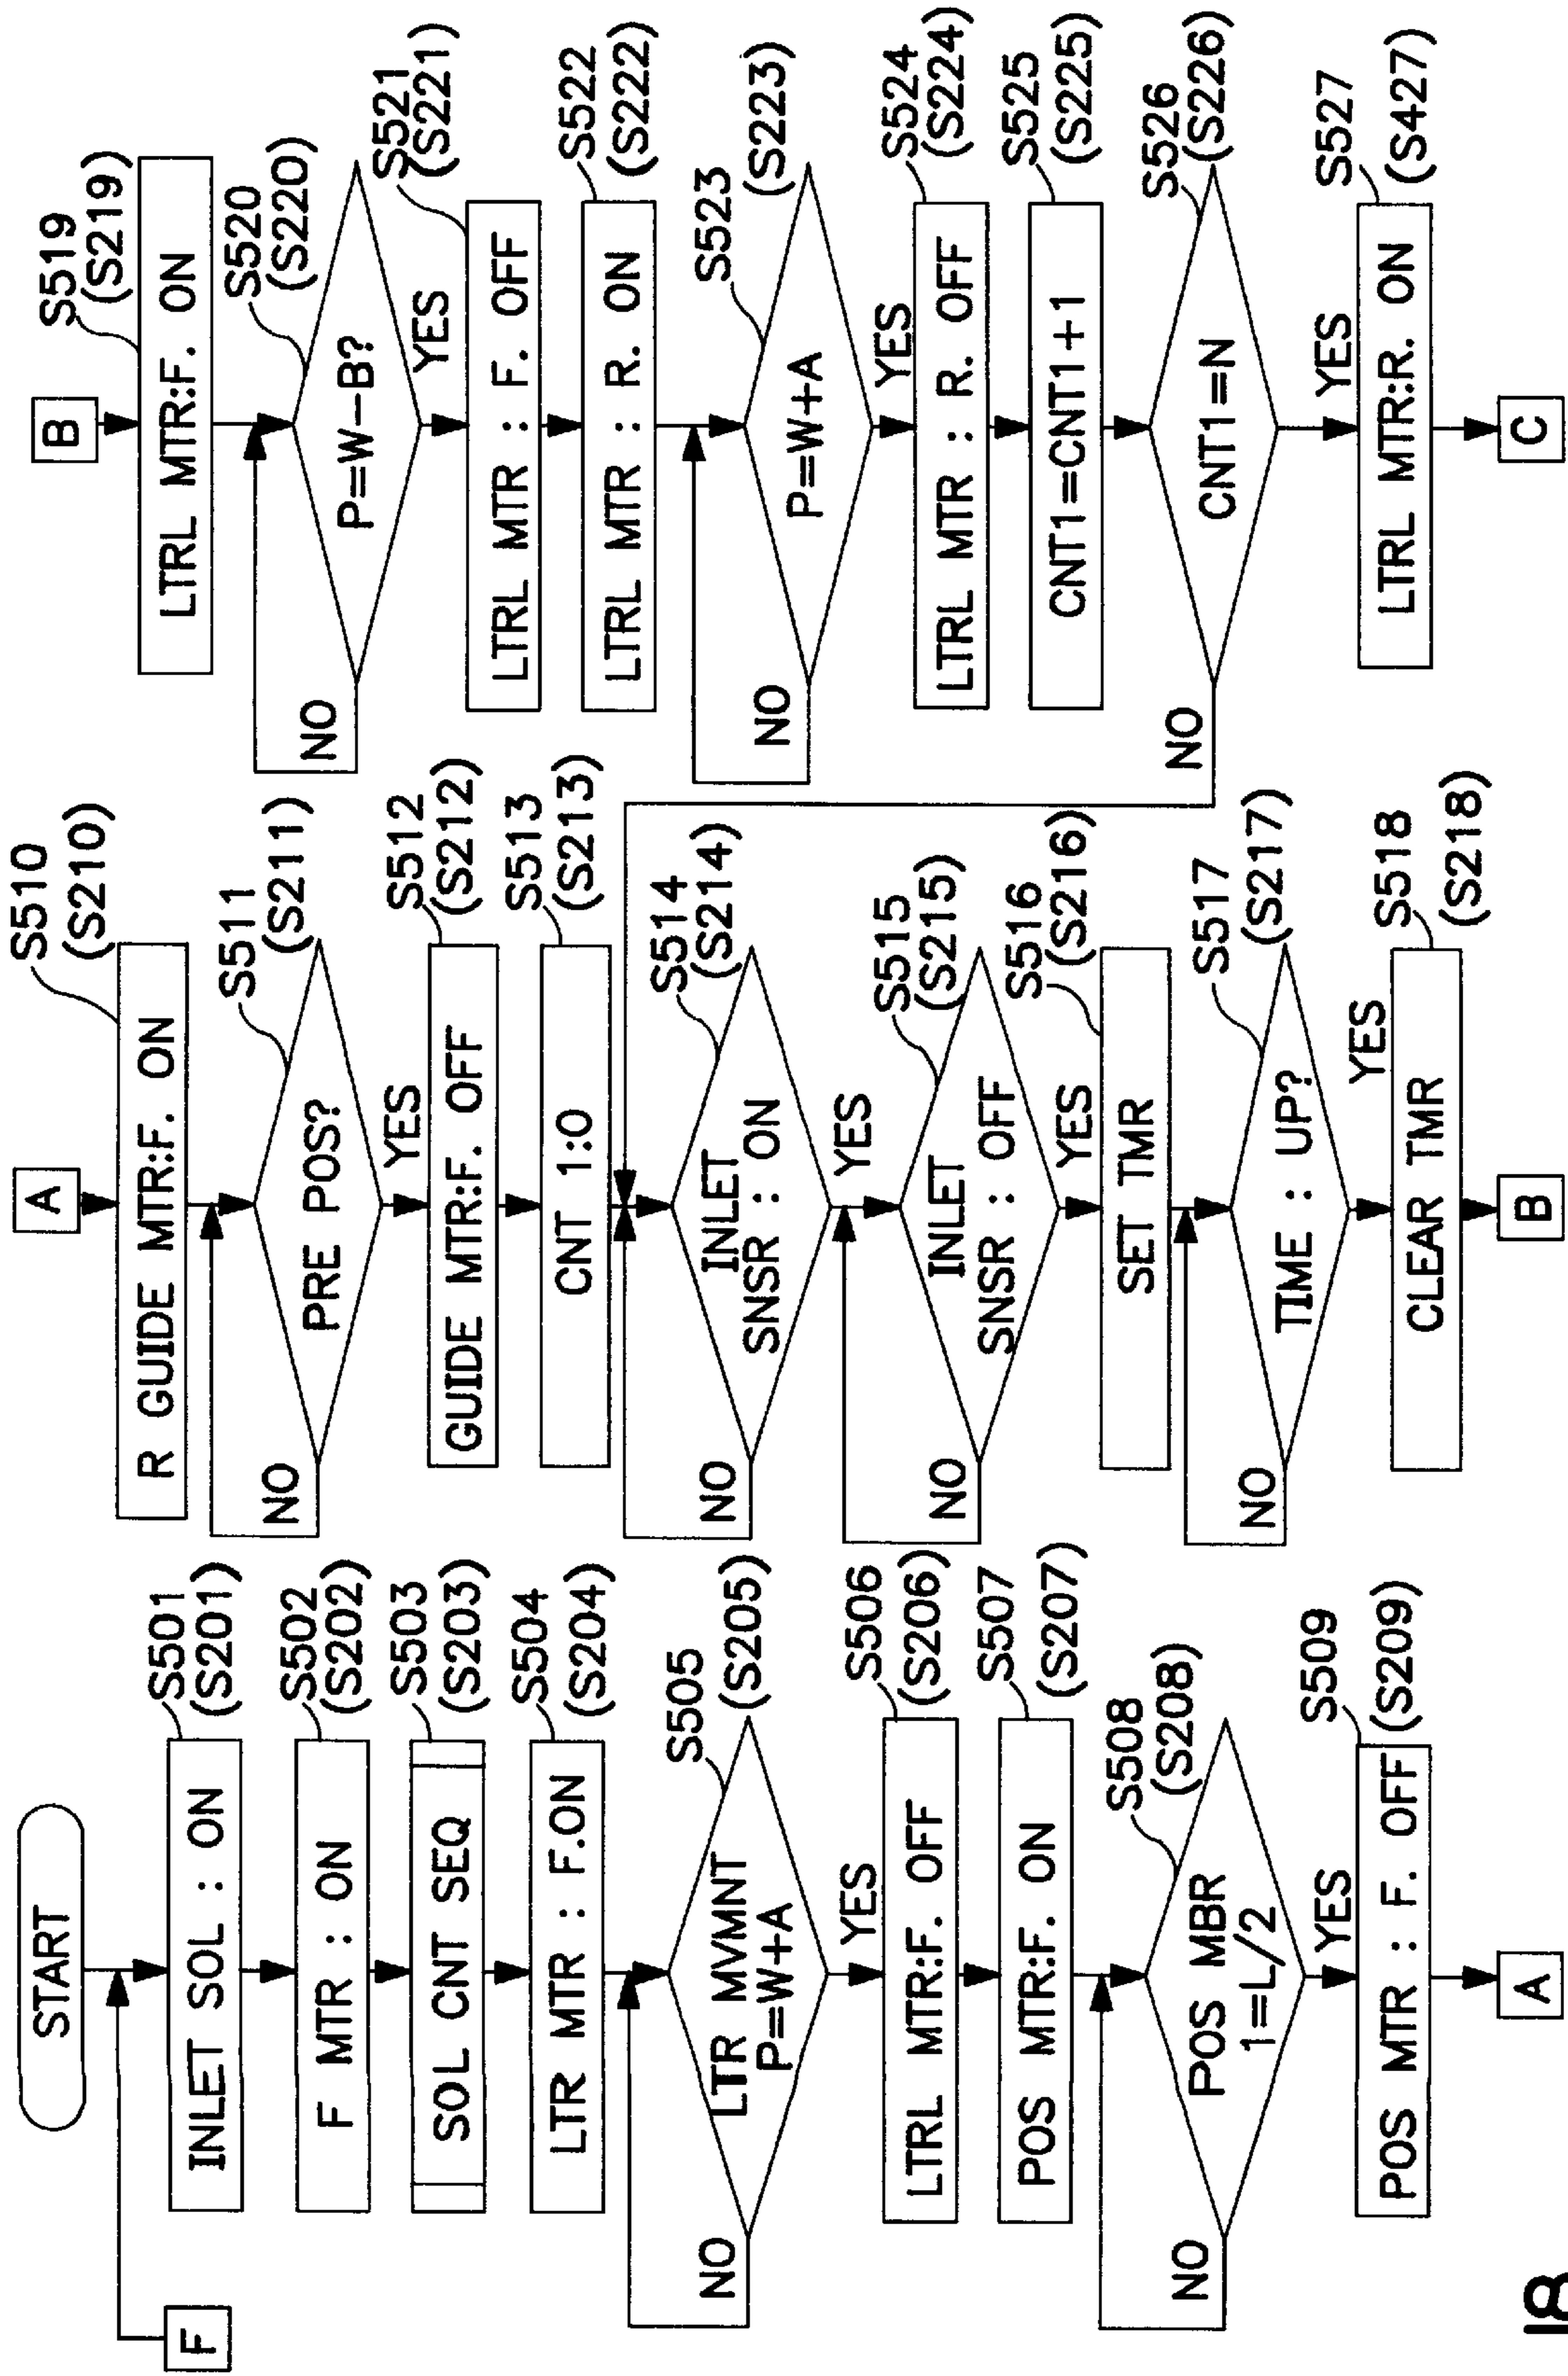 START
F
INLET SOL : ON
S501
(S201)
F MTR : ON
S502
(S202)
SOL CNT SEQ
S503
(S203)
LTR MTR : F.ON
S504
(S204)
LTR MVMNT
P=W+A
S505
(S205)
NO
YES
LTRL MTR:F. OFF
S506
(S206)
POS MTR:F. ON
S507
(S207)
POS MBR
1=L/2
S508
(S208)
NO
YES
POS MTR : F. OFF
S509
(S209)
A
A
R GUIDE MTR:F. ON
S510
(S210)
PRE POS?
S511
(S211)
NO
YES
GUIDE MTR:F. OFF
S512
(S212)
CNT 1:0
S513
(S213)
INLET
SNSR : ON
S514
(S214)
NO
YES
INLET
SNSR : OFF
S515
(S215)
NO
YES
SET TMR
S516
(S216)
TIME : UP?
S517
(S217)
NO
YES
CLEAR TMR
S518
(S218)
B
B
LTRL MTR:F. ON
S519
(S219)
P=W-B?
S520
(S220)
NO
YES
LTRL MTR : F. OFF
S521
(S221)
LTRL MTR : R. ON
S522
(S222)
P=W+A
S523
(S223)
NO
YES
LTRL MTR : R. OFF
S524
(S224)
CNT1=CNT1+1
S525
(S225)
CNT1=N
S526
(S226)
NO
YES
LTRL MTR:R. ON
S527
(S427)
C